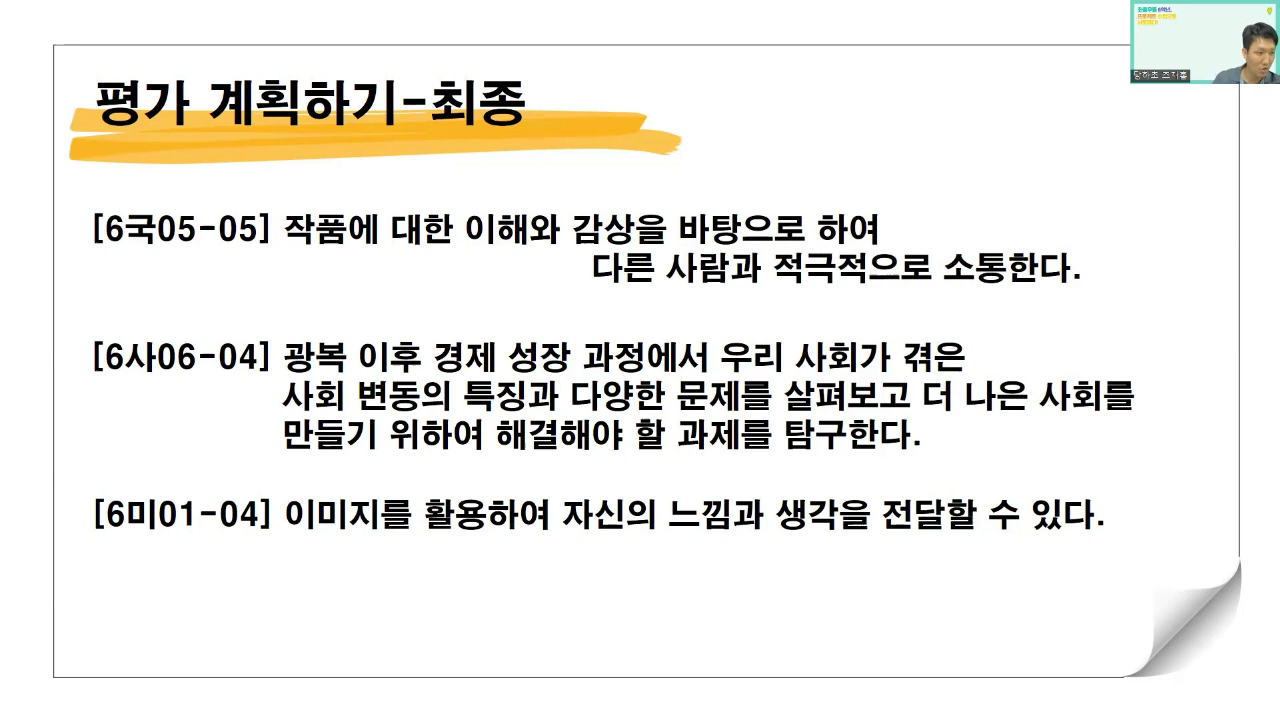 평가 계획하기-최종
[6국05-05] 작품에 대한 이해와 감상을 바탕으로 하여
다른 사람과 적극적으로 소통한다.
[6사06-04] 광복 이후 경제 성장 과정에서 우리 사회가 겪은
사회 변동의 특징과 다양한 문제를 살펴보고 더 나은 사회를
만들기 위하여 해결해야 할 과제를 탐구한다.
[6미01-04] 이미지를 활용하여 자신의 느낌과 생각을 전달할 수 있다.